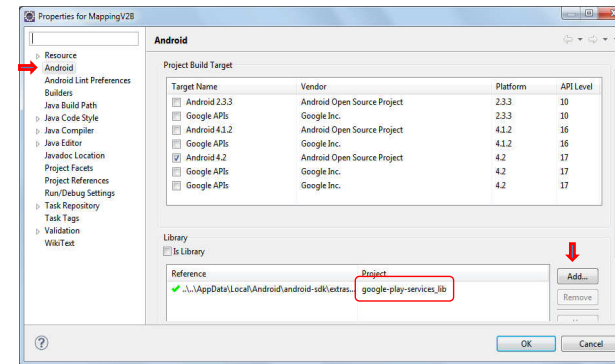 Properties for MappingV2B
Android
Resource
Android
Android Lint Preferences
Builders
Java Build Path
Java Code Style
Java Compiler
Java Editor
Javadoc Location
Project Facets
Project References
Run/Debug Settings
Task Repository
Task Tags
Validation
WikiText
Project Build Target
Target Name Vendor Platform API Level
Android 2.3.3 Android Open Source Project 2.3.3 10
Google APIs Google Inc. 2.3.3 10
Android 4.1.2 Android Open Source Project 4.1.2 16
Google APIs Google Inc. 4.1.2 16
Android 4.2 Android Open Source Project 4.2 17
Google APIs Google Inc. 4.2 17
Google APIs Google Inc. 4.2 17
Library
Is Library
Reference Project
..\..\AppData\Local\Android\android-sdk\extras... google-play-services_lib
Add...
Remove
OK Cancel